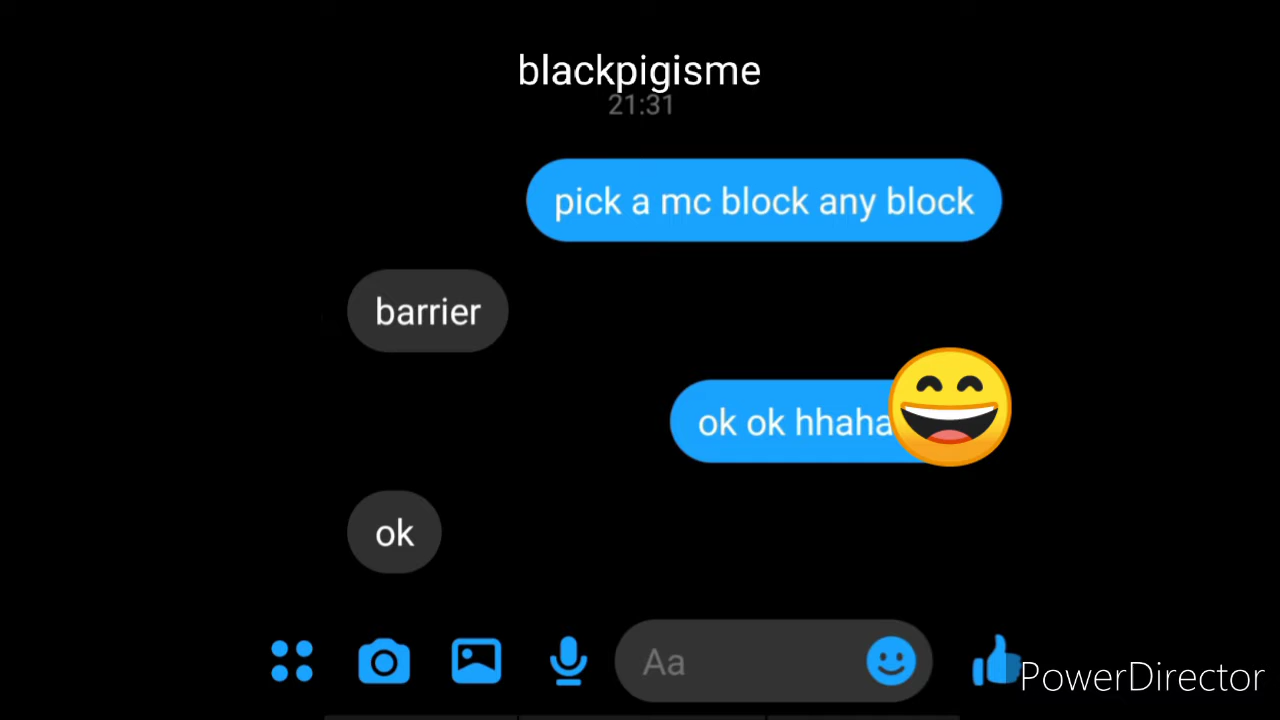 blackpigisme
21:31
pick a mc block any block
barrier
ok ok hhaha
ok
Aa
PowerDirector